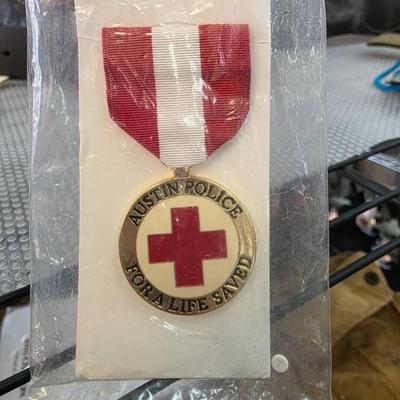 AUSTIN POLICE
FOR A LIFE SAVED